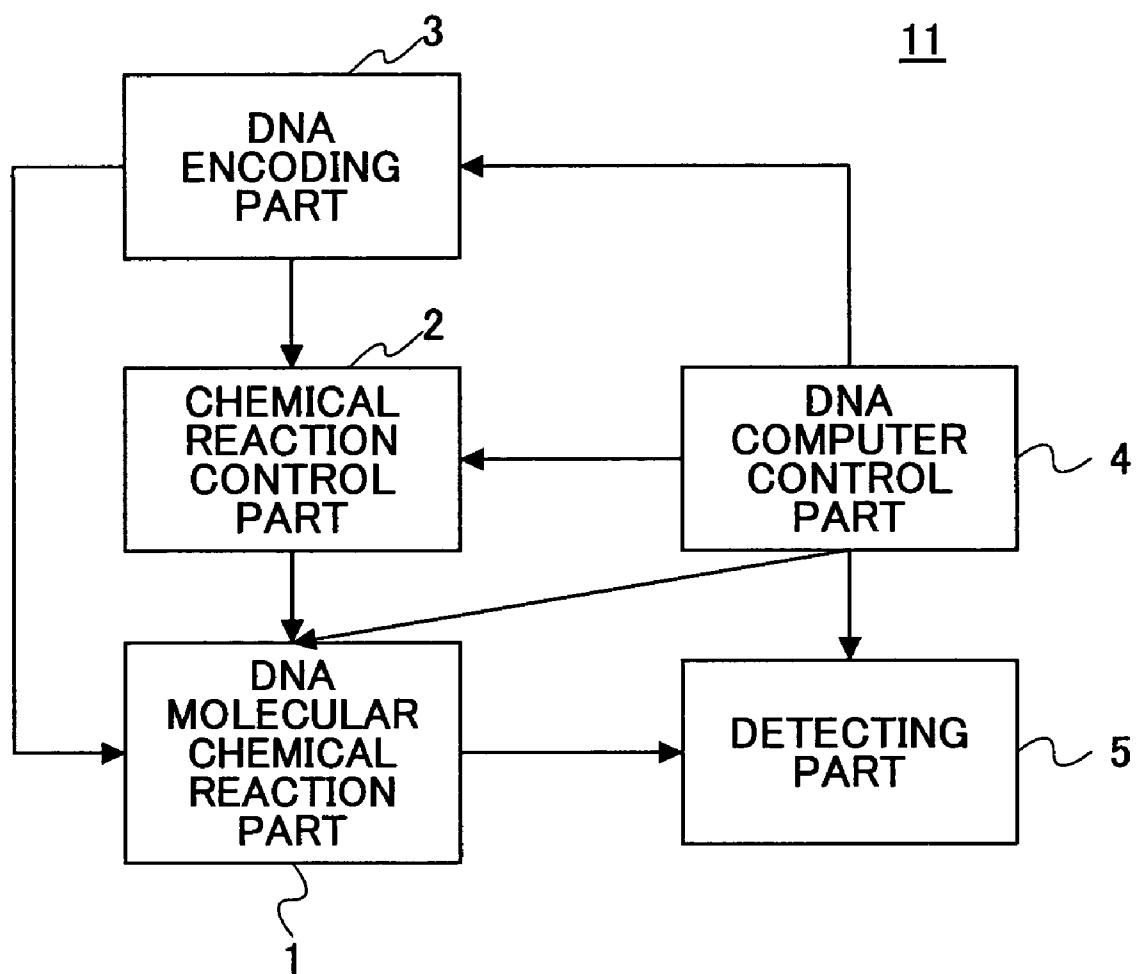 3
11
DNA
ENCODING
PART
2
CHEMICAL
REACTION
CONTROL
PART
DNA
COMPUTER
CONTROL
PART
4
DNA
MOLECULAR
CHEMICAL
REACTION
PART
DETECTING
PART
5
1